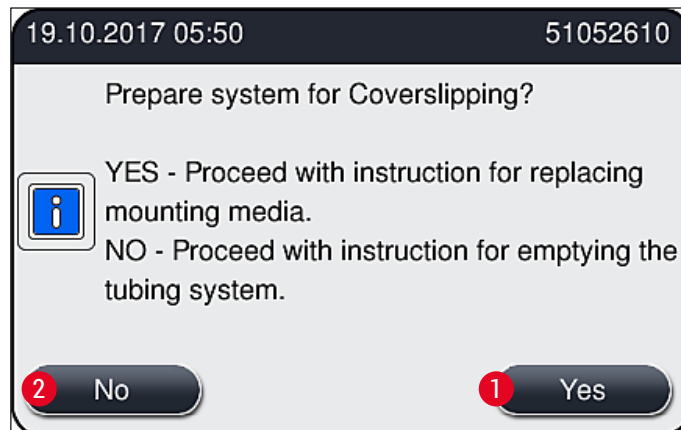 19.10.2017 05:50 51052610
Prepare system for Coverslipping?
YES - Proceed with instruction for replacing
mounting media.
NO - Proceed with instruction for emptying the
tubing system.
2 No 1 Yes